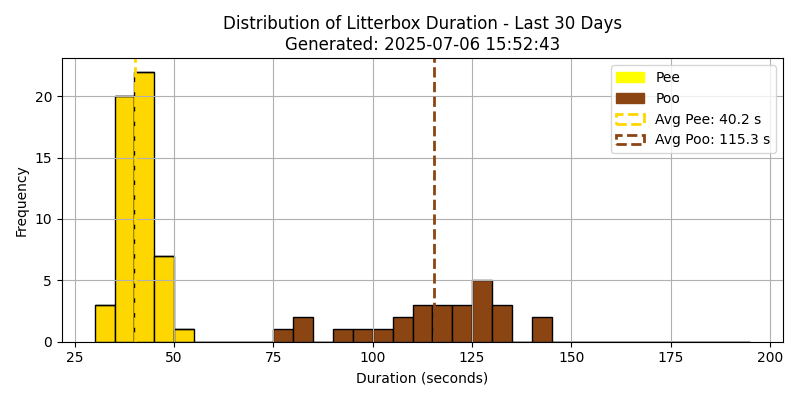 Distribution of Litterbox Duration - Last 30 Days
Generated: 2025-07-06 15:52:43
Pee
Poo
Avg Pee: 40.2 s
Avg Poo: 115.3 s
Frequency
20
15
10
5
0
25
50
75
100
125
150
175
200
Duration (seconds)